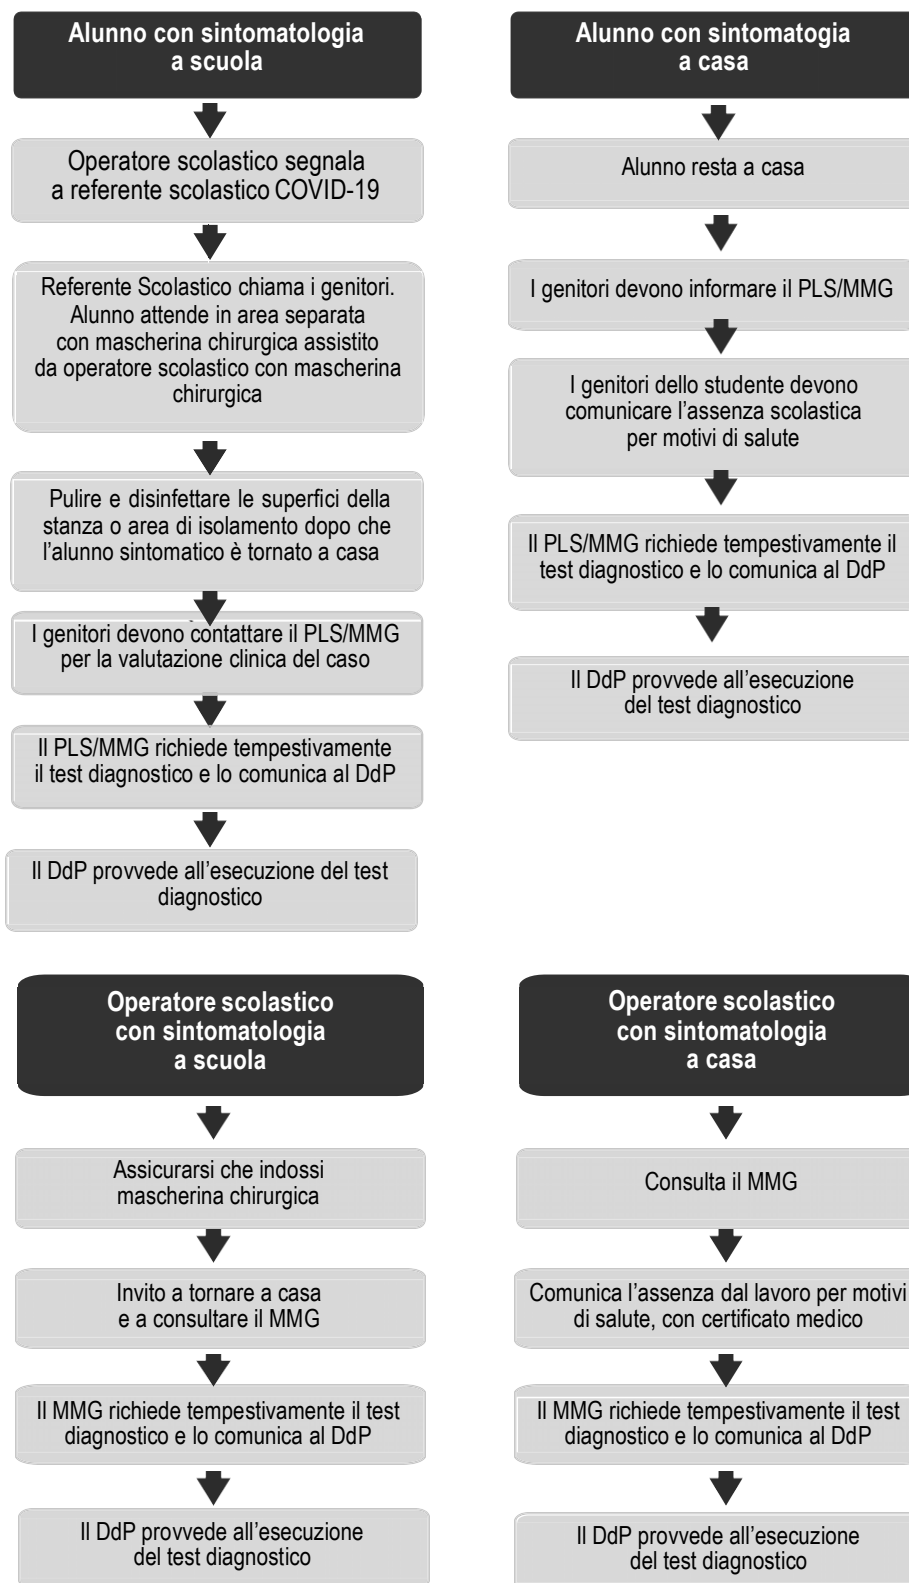 Alunno con sintomatologia
a scuola
Operatore scolastico segnala
a referente scolastico COVID-19
Referente Scolastico chiama i genitori.
Alunno attende in area separata
con mascherina chirurgica assistito
da operatore scolastico con mascherina
chirurgica
Pulire e disinfettare le superfici della
stanza o area di isolamento dopo che
l'alunno sintomatico è tornato a casa
I genitori devono contattare il PLS/MMG
per la valutazione clinica del caso
Il PLS/MMG richiede tempestivamente
il test diagnostico e lo comunica al DdP
Il DdP provvede all'esecuzione del test
diagnostico
Alunno con sintomatogia
a casa
Alunno resta a casa
I genitori devono informare il PLS/MMG
I genitori dello studente devono
comunicare l'assenza scolastica
per motivi di salute
Il PLS/MMG richiede tempestivamente il
test diagnostico e lo comunica al DdP
Il DdP provvede all'esecuzione
del test diagnostico
Operatore scolastico
con sintomatologia
a scuola
Assicurarsi che indossi
mascherina chirurgica
Invito a tornare a casa
e a consultare il MMG
Il MMG richiede tempestivamente il test
diagnostico e lo comunica al DdP
Il DdP provvede all'esecuzione
del test diagnostico
Operatore scolastico
con sintomatologia
a casa
Consulta il MMG
Comunica l'assenza dal lavoro per motivi
di salute, con certificato medico
Il MMG richiede tempestivamente il test
diagnostico e lo comunica al DdP
Il DdP provvede all'esecuzione
del test diagnostico